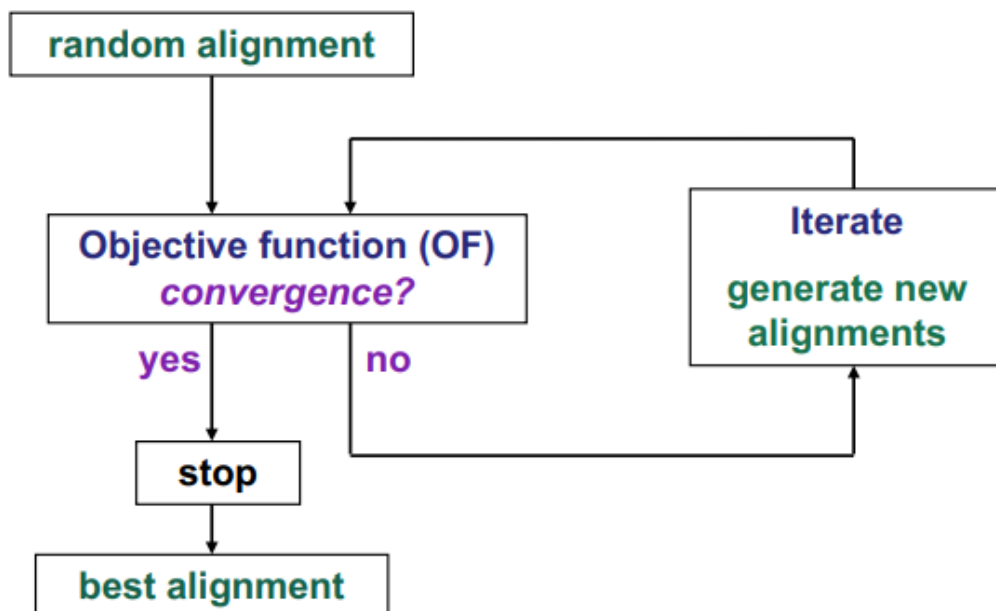 random alignment
Objective function (OF)
convergence?
Iterate
generate new
alignments
yes
no
stop
best alignment